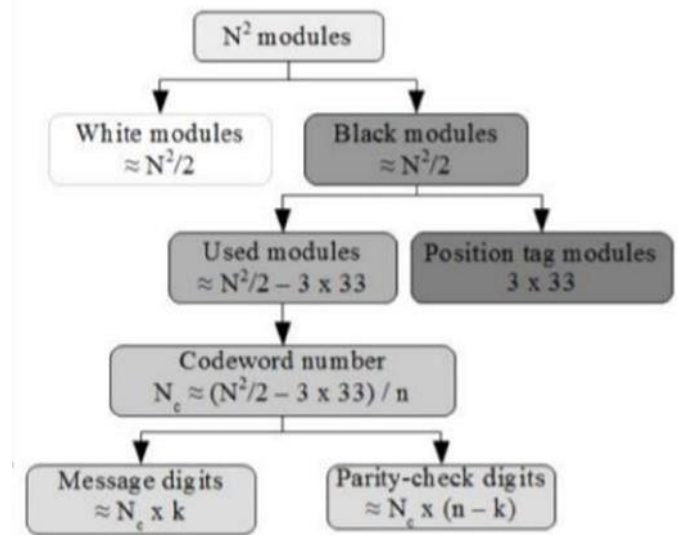 N² modules
White modules
≈ N²/2
Black modules
≈ N²/2
Used modules
≈ N²/2 – 3 x 33
Position tag modules
3 x 33
Codeword number
N꜀ ≈ (N²/2 – 3 x 33) / n
Message digits
≈ N꜀ x k
Parity-check digits
≈ N꜀ x (n – k)